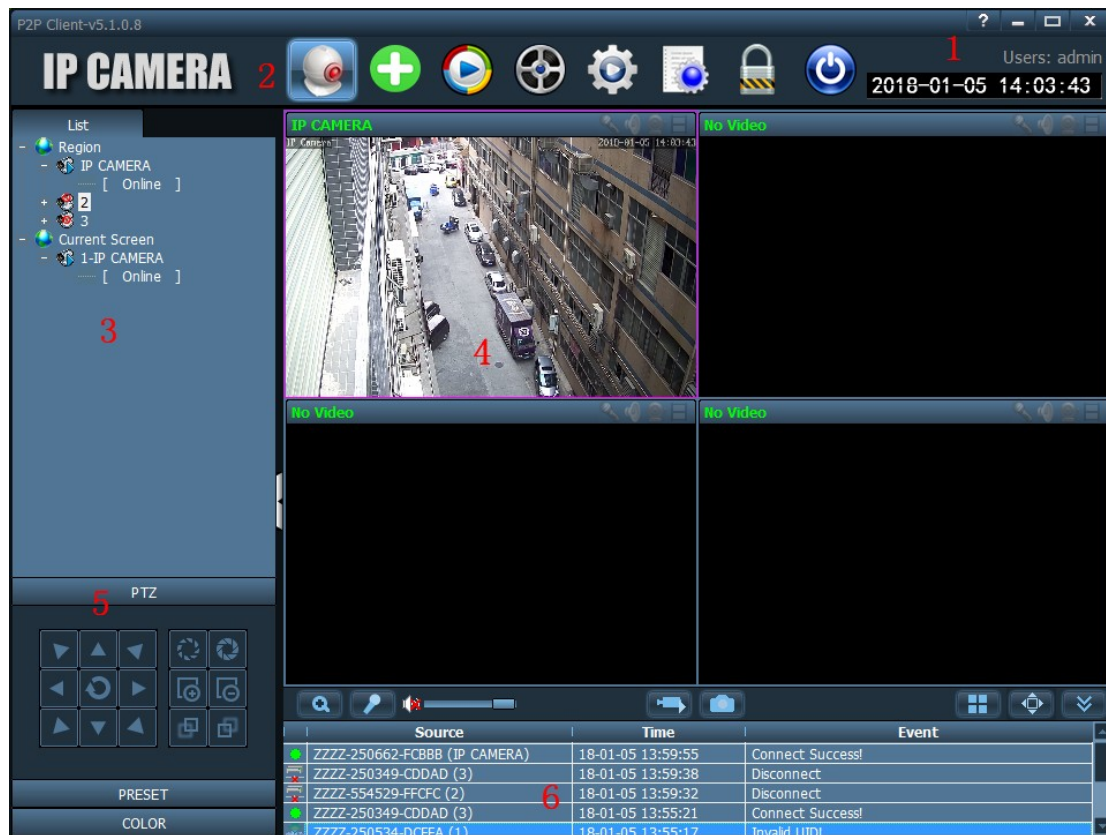 P2P Client-v5.1.0.8
IP CAMERA
2
1
Users: admin
2018-01-05 14:03:43
List
Region
IP CAMERA
[ Online ]
2
3
Current Screen
1-IP CAMERA
[ Online ]
3
IP CAMERA
IP Camera1
2018-01-05 14:03:43
4
No Video
No Video
No Video
PTZ
5
PRESET
COLOR
Source Time Event
ZZZZ-250662-FCBBB (IP CAMERA) 18-01-05 13:59:55 Connect Success!
ZZZZ-250349-CDDAD (3) 18-01-05 13:59:38 Disconnect
ZZZZ-554529-FFCFC (2) 18-01-05 13:59:32 Disconnect
6
ZZZZ-250349-CDDAD (3) 18-01-05 13:55:21 Connect Success!
ZZZZ-250534-DCFFA (1) 18-01-05 13:55:17 Invalid UID!